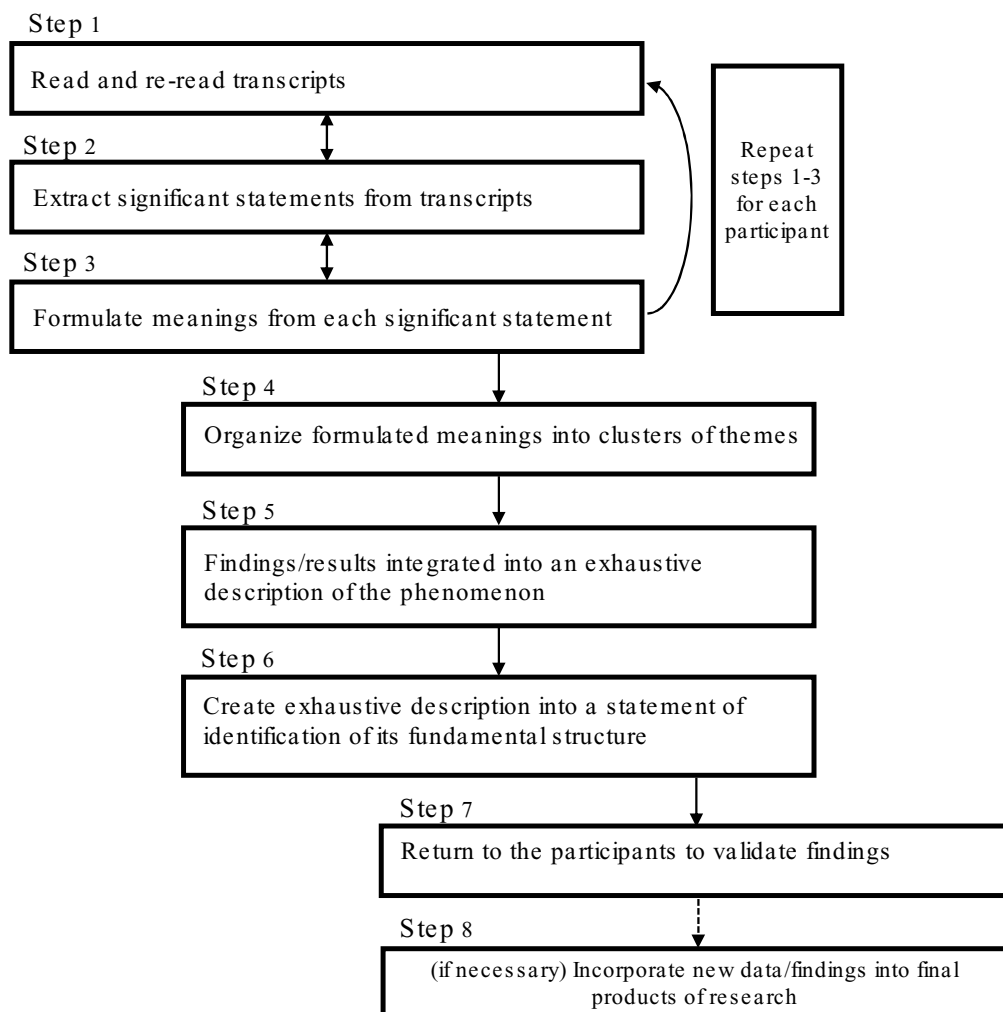 Step 1
Read and re-read transcripts
Step 2
Extract significant statements from transcripts
Step 3
Formulate meanings from each significant statement
Repeat
steps 1-3
for each
participant
Step 4
Organize formulated meanings into clusters of themes
Step 5
Findings/results integrated into an exhaustive
description of the phenomenon
Step 6
Create exhaustive description into a statement of
identification of its fundamental structure
Step 7
Return to the participants to validate findings
Step 8
(if necessary) Incorporate new data/findings into final
products of research